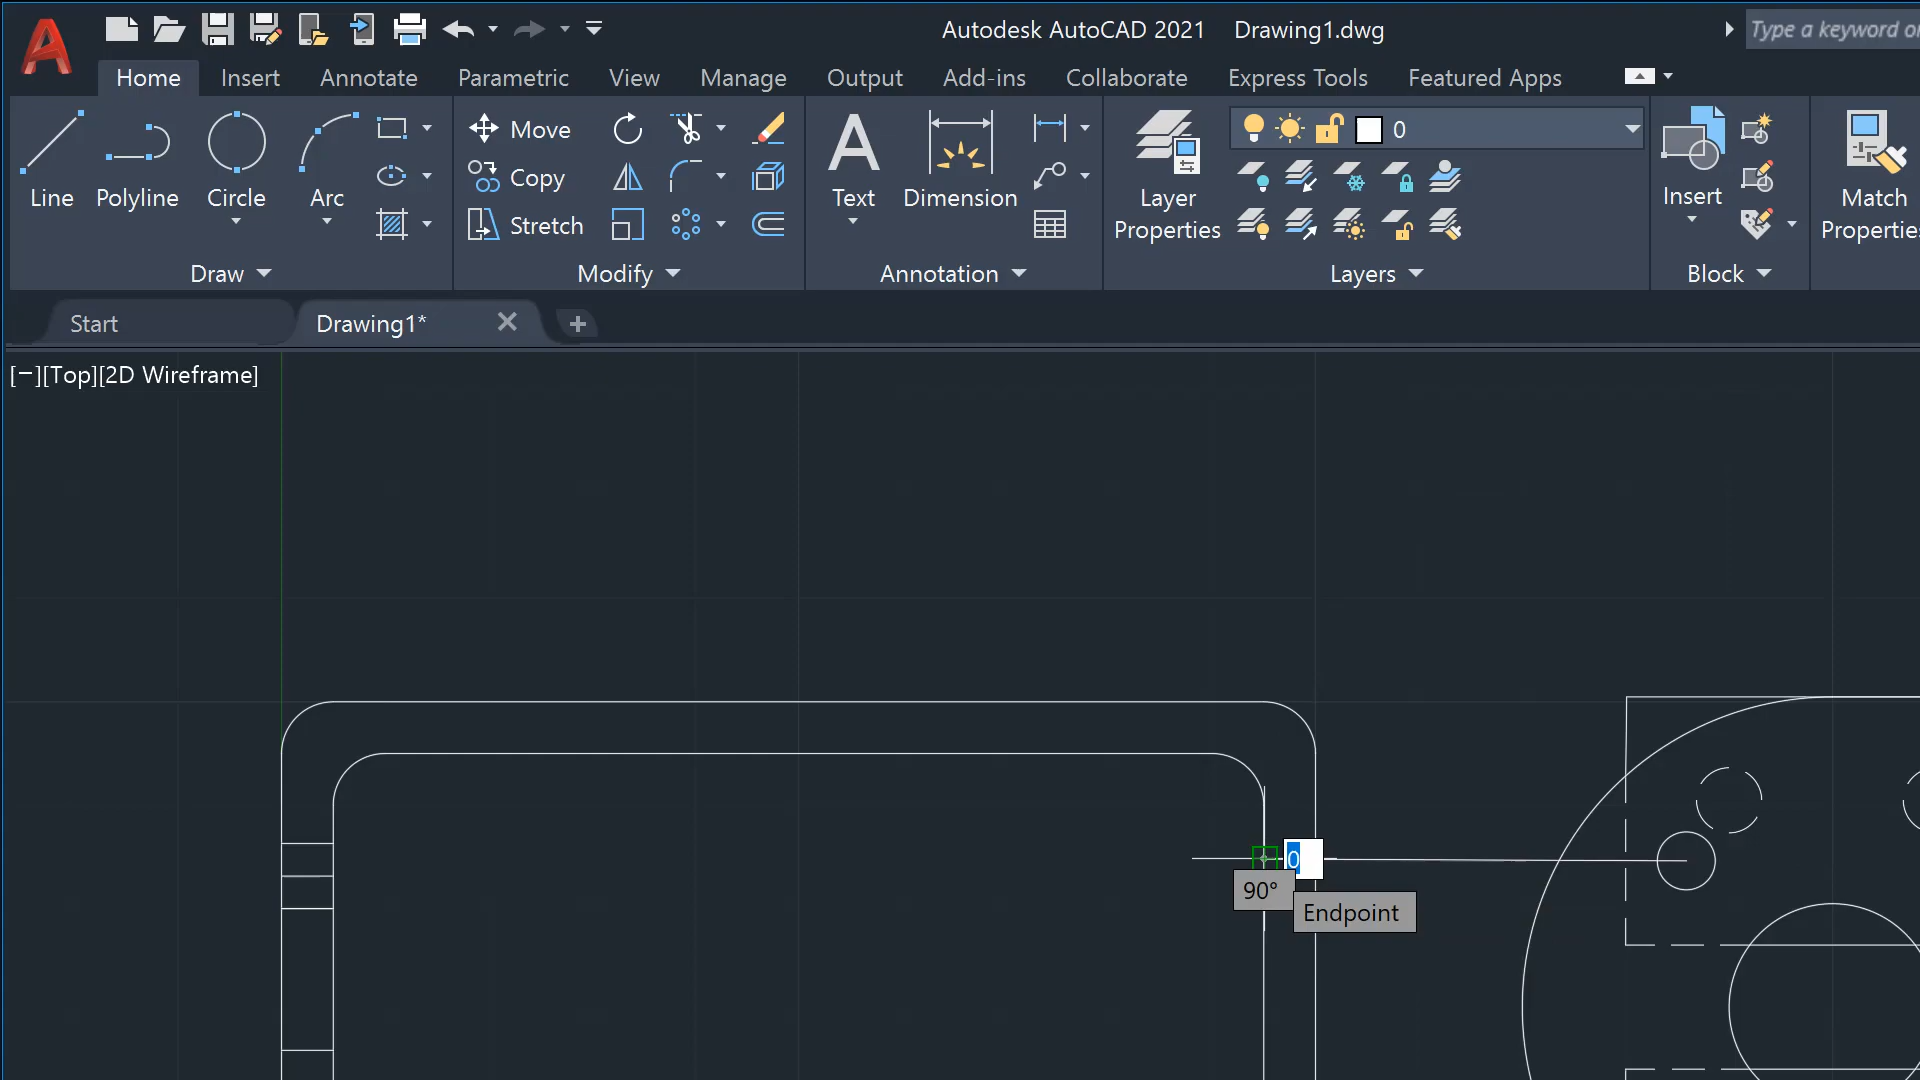 Autodesk AutoCAD 2021 Drawing1.dwg
Type a keyword or
Home Insert Annotate Parametric View Manage Output Add-ins Collaborate Express Tools Featured Apps
Line Polyline Circle Arc
Move
Copy
Stretch
Text Dimension
Layer
Properties
0
Insert
Match
Properties
Draw Modify Annotation Layers Block
Start Drawing1*
[−][Top][2D Wireframe]
0
90°
Endpoint